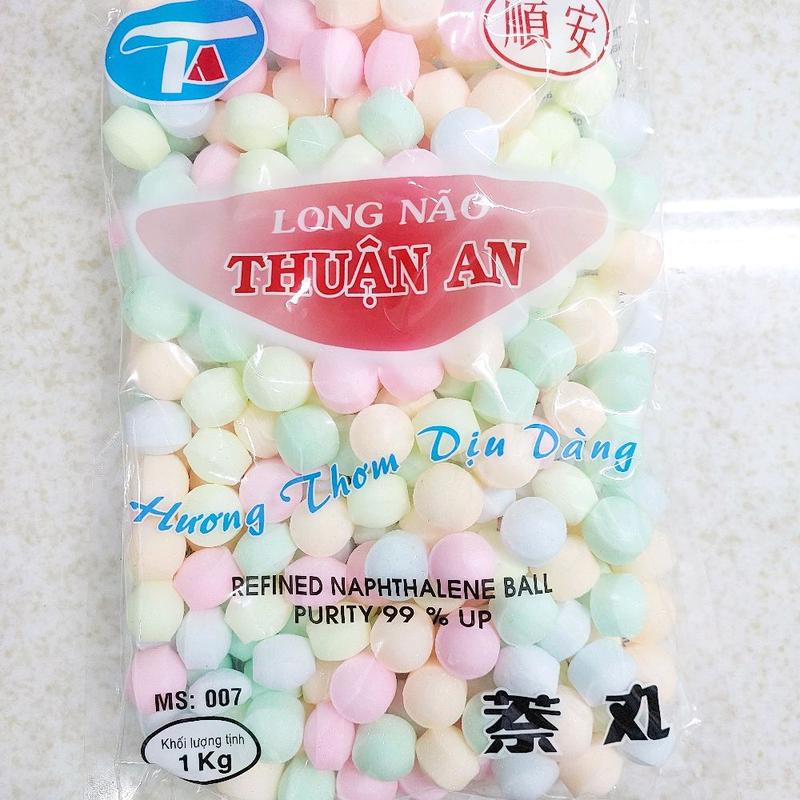 TA
順安
LONG NÃO
THUẬN AN
Hương Thơm Dịu Dàng
REFINED NAPHTHALENE BALL
PURITY 99 % UP
MS: 007
Khối lượng tịnh
1 Kg
萘丸